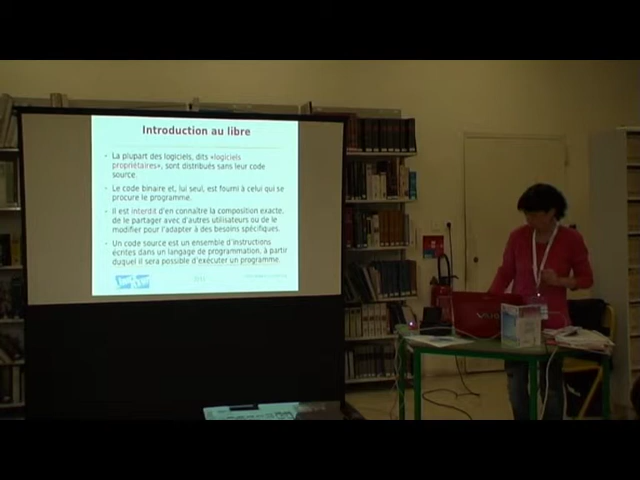 Introduction au libre
- La plupart des logiciels, dits «logiciels
propriétaires», sont distribués sans leur code
source.
- Le code binaire et, lui seul, est fourni à celui qui se
procure le programme.
- Il est interdit d'en connaître la composition exacte,
de le partager avec d'autres utilisateurs ou de le
modifier pour l'adapter à des besoins spécifiques.
- Un code source est un ensemble d'instructions
écrites dans un langage de programmation, à partir
duquel il sera possible d'exécuter un programme.